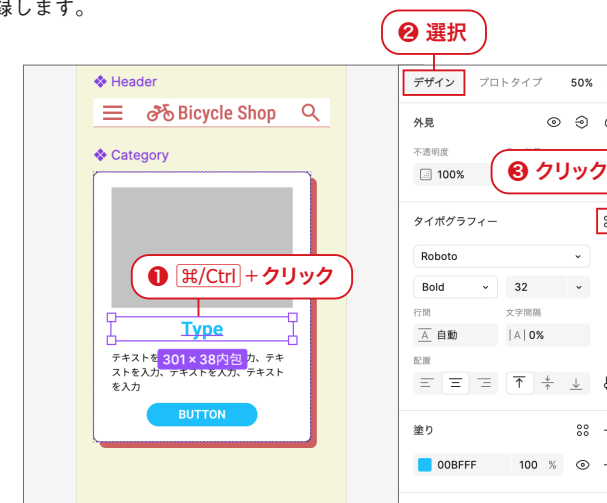 録します。
❷ 選択
デザイン プロトタイプ 50%
Header
Bicycle Shop
外見
Category
不透明度
100%
❸ クリック
タイポグラフィー
Roboto
❶ ⌘/Ctrl + クリック
Bold 32
行間 文字間隔
Type
A 自動 |A| 0%
301 × 38内包
テキストを 力、テキ
ストを入力、テキストを入力、テキスト
を入力
配置
BUTTON
塗り
00BFFF 100 %